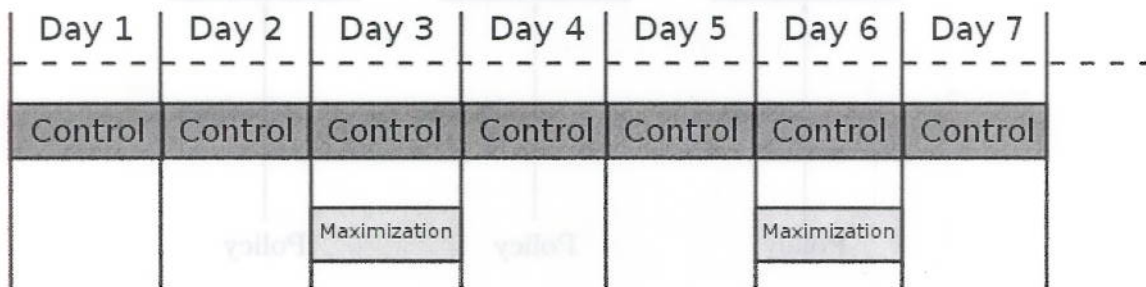 Day 1 Day 2 Day 3 Day 4 Day 5 Day 6 Day 7
Control Control Control Control Control Control Control
Maximization Maximization